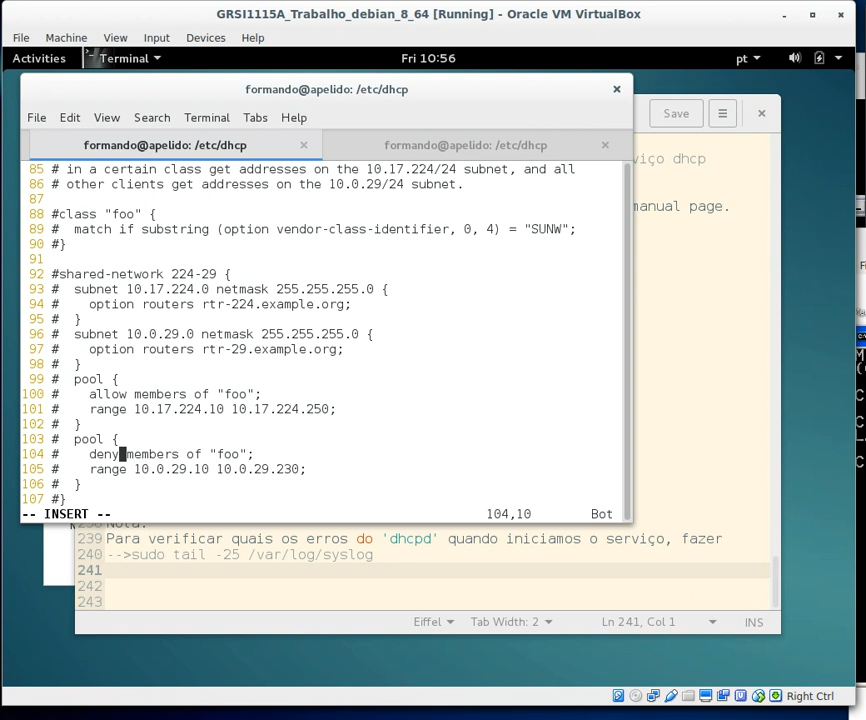 GRSI1115A_Trabalho_debian_8_64 [Running] - Oracle VM VirtualBox
File Machine View Input Devices Help
Activities Terminal Fri 10:56 pt
formando@apelido: /etc/dhcp
File Edit View Search Terminal Tabs Help
formando@apelido: /etc/dhcp formando@apelido: /etc/dhcp
Save
85 # in a certain class get addresses on the 10.17.224/24 subnet, and all
86 # other clients get addresses on the 10.0.29/24 subnet.
87
88 #class "foo" {
89 #  match if substring (option vendor-class-identifier, 0, 4) = "SUNW";
90 #}
91
92 #shared-network 224-29 {
93 #  subnet 10.17.224.0 netmask 255.255.255.0 {
94 #    option routers rtr-224.example.org;
95 #  }
96 #  subnet 10.0.29.0 netmask 255.255.255.0 {
97 #    option routers rtr-29.example.org;
98 #  }
99 #  pool {
100 #    allow members of "foo";
101 #    range 10.17.224.10 10.17.224.250;
102 #  }
103 #  pool {
104 #    deny members of "foo";
105 #    range 10.0.29.10 10.0.29.230;
106 #  }
107 #}
-- INSERT -- 104,10 Bot
viço dhcp
manual page.
239 Para verificar quais os erros do 'dhcpd' quando iniciamos o serviço, fazer
240 -->sudo tail -25 /var/log/syslog
241
242
243
Eiffel Tab Width: 2 Ln 241, Col 1 INS
Right Ctrl